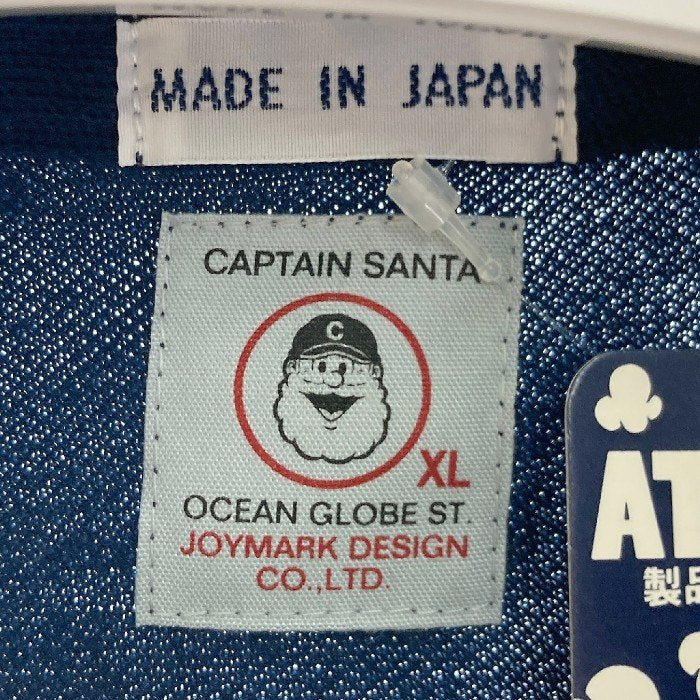 MADE IN JAPAN
CAPTAIN SANTA
C
XL
OCEAN GLOBE ST.
JOYMARK DESIGN
CO.,LTD.
AT
製品